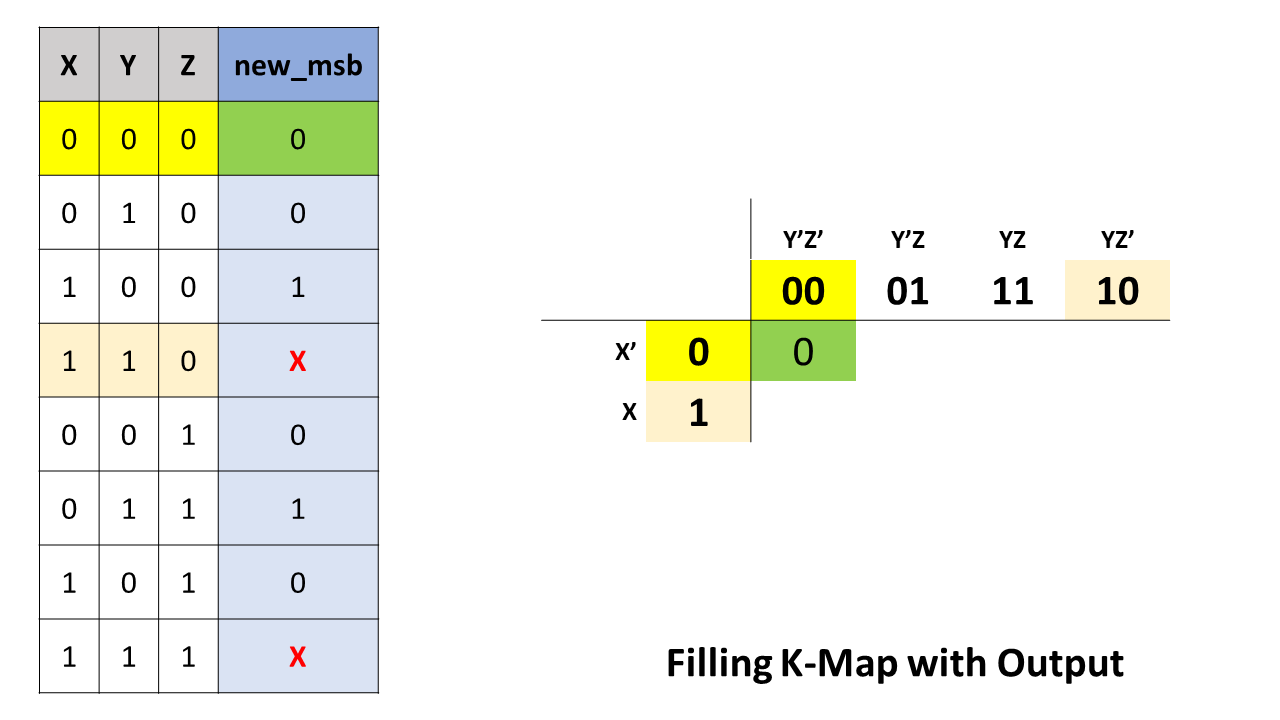 X Y Z new_msb
0 0 0 0
0 1 0 0
1 0 0 1
1 1 0 X
0 0 1 0
0 1 1 1
1 0 1 0
1 1 1 X
Y’Z’ Y’Z YZ YZ’
00 01 11 10
X’ 0 0
X 1
Filling K-Map with Output